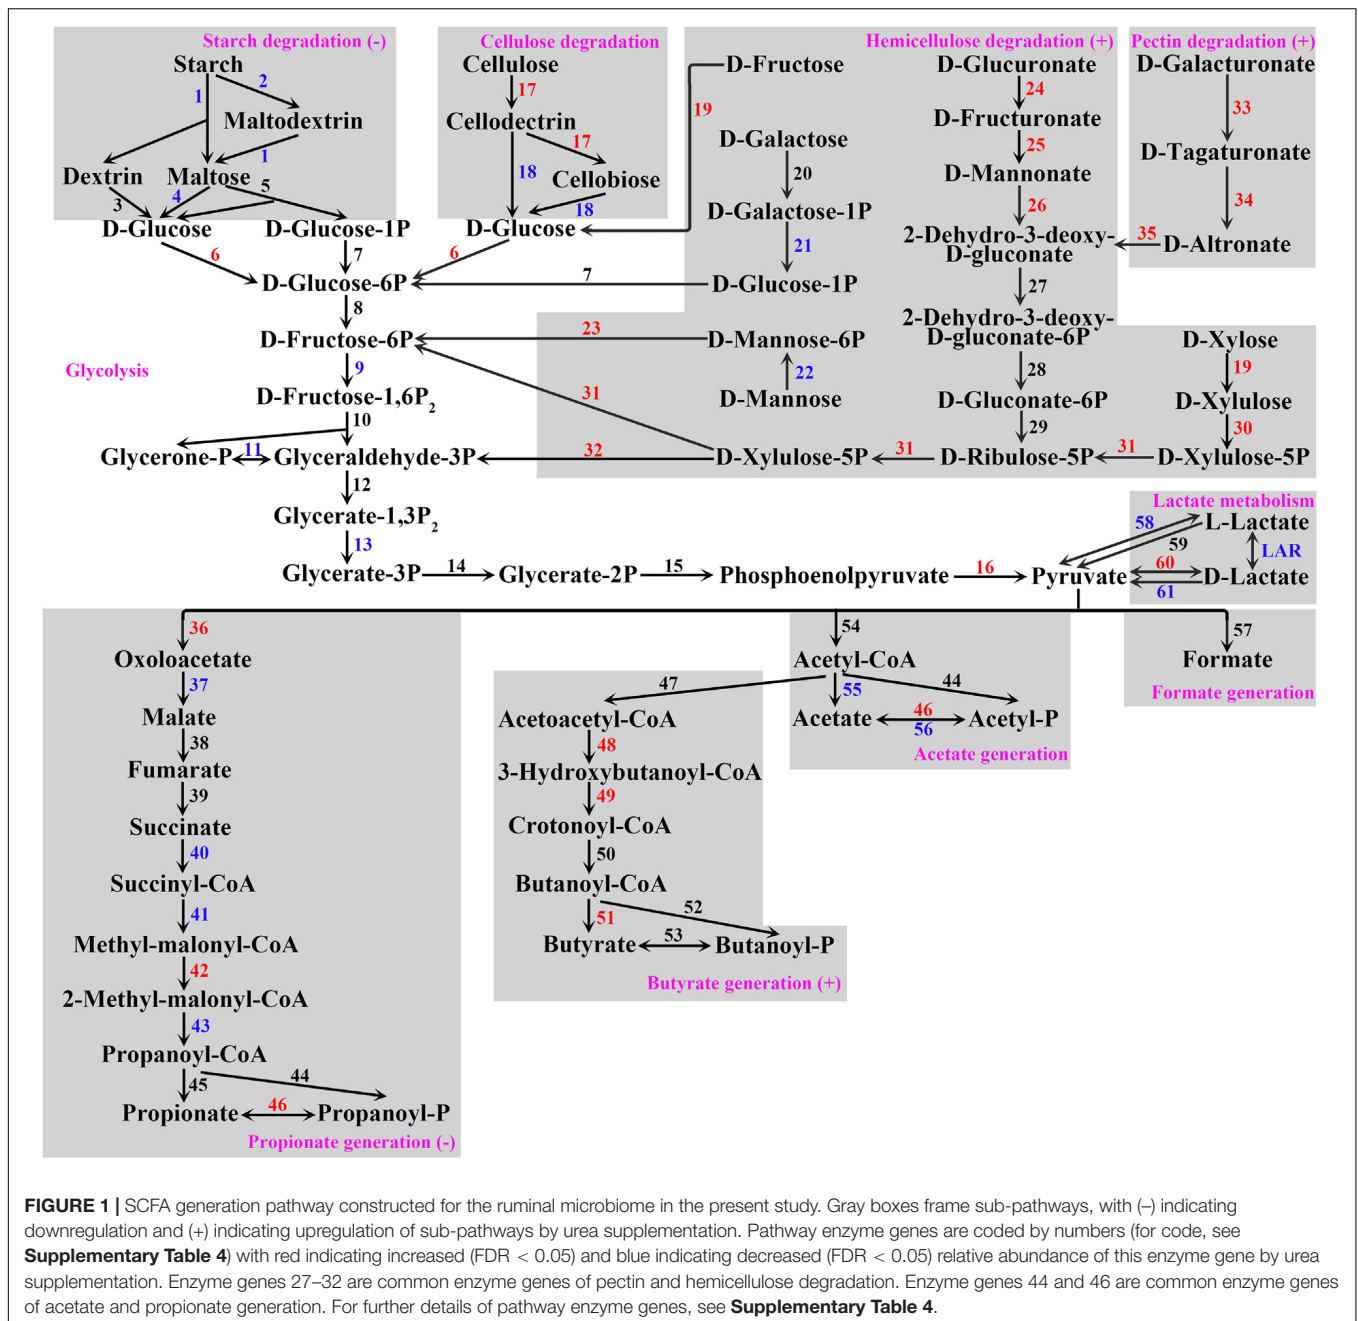 Starch degradation (-)
Cellulose degradation
Hemicellulose degradation (+)
Pectin degradation (+)
Starch
1
2
Maltodextrin
1
Dextrin
Maltose
3
4
5
D-Glucose
D-Glucose-1P
6
7
Cellulose
17
Cellodectrin
17
18
Cellobiose
18
D-Glucose
6
D-Fructose
19
D-Galactose
20
D-Galactose-1P
21
D-Glucose-1P
7
D-Mannose-6P
23
22
D-Mannose
31
D-Glucuronate
24
D-Fructuronate
25
D-Mannonate
26
2-Dehydro-3-deoxy-
D-gluconate
27
2-Dehydro-3-deoxy-
D-gluconate-6P
28
D-Gluconate-6P
29
D-Galacturonate
33
D-Tagaturonate
34
35
D-Altronate
D-Xylose
19
D-Xylulose
30
32
D-Xylulose-5P
31
D-Ribulose-5P
31
D-Xylulose-5P
Glycolysis
D-Glucose-6P
8
D-Fructose-6P
9
D-Fructose-1,6P2
10
Glycerone-P
11
Glyceraldehyde-3P
12
Glycerate-1,3P2
13
Glycerate-3P
14
Glycerate-2P
15
Phosphoenolpyruvate
16
Pyruvate
Lactate metabolism
58
L-Lactate
59
LAR
60
D-Lactate
61
36
Oxoloacetate
37
Malate
38
Fumarate
39
Succinate
40
Succinyl-CoA
41
Methyl-malonyl-CoA
42
2-Methyl-malonyl-CoA
43
Propanoyl-CoA
45
44
Propionate
46
Propanoyl-P
Propionate generation (-)
54
Acetyl-CoA
47
55
44
Acetate
46
56
Acetyl-P
Acetate generation
57
Formate
Formate generation
Acetoacetyl-CoA
48
3-Hydroxybutanoyl-CoA
49
Crotonoyl-CoA
50
Butanoyl-CoA
51
52
Butyrate
53
Butanoyl-P
Butyrate generation (+)
FIGURE 1 | SCFA generation pathway constructed for the ruminal microbiome in the present study. Gray boxes frame sub-pathways, with (–) indicating
downregulation and (+) indicating upregulation of sub-pathways by urea supplementation. Pathway enzyme genes are coded by numbers (for code, see
Supplementary Table 4) with red indicating increased (FDR < 0.05) and blue indicating decreased (FDR < 0.05) relative abundance of this enzyme gene by urea
supplementation. Enzyme genes 27–32 are common enzyme genes of pectin and hemicellulose degradation. Enzyme genes 44 and 46 are common enzyme genes
of acetate and propionate generation. For further details of pathway enzyme genes, see Supplementary Table 4.